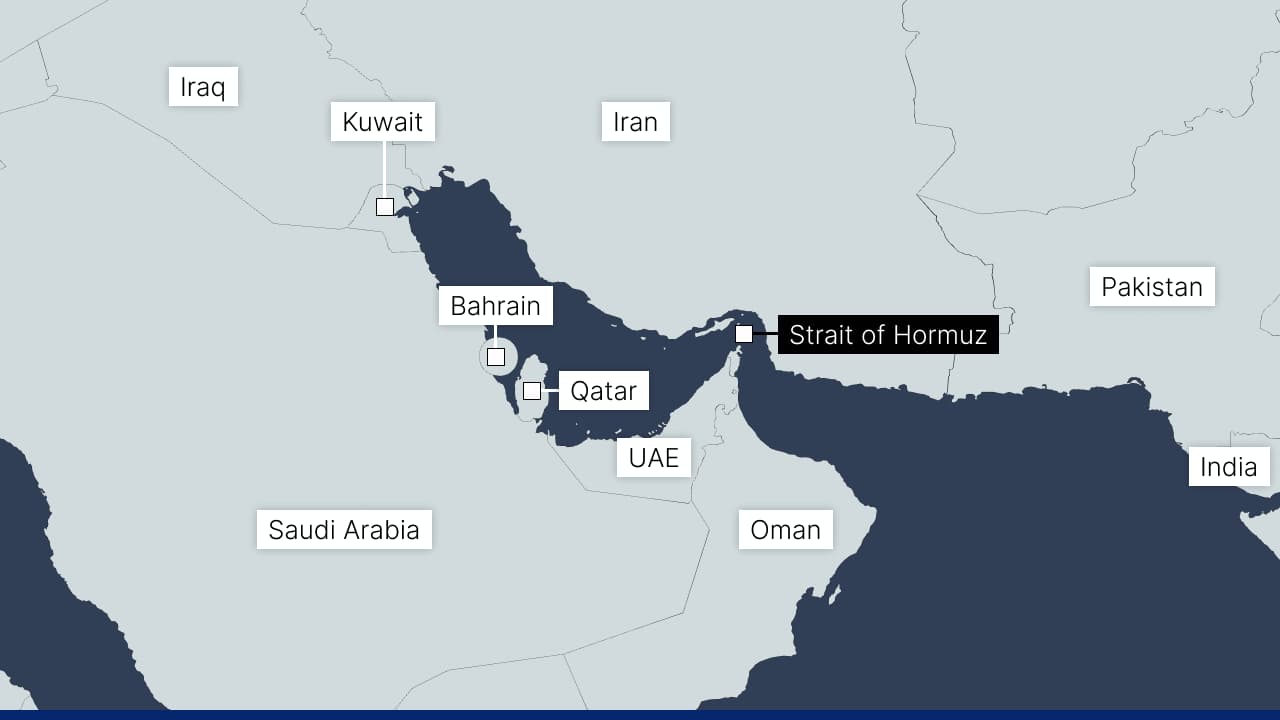 Iraq
Kuwait
Iran
Pakistan
Bahrain
Strait of Hormuz
Qatar
UAE
India
Saudi Arabia
Oman